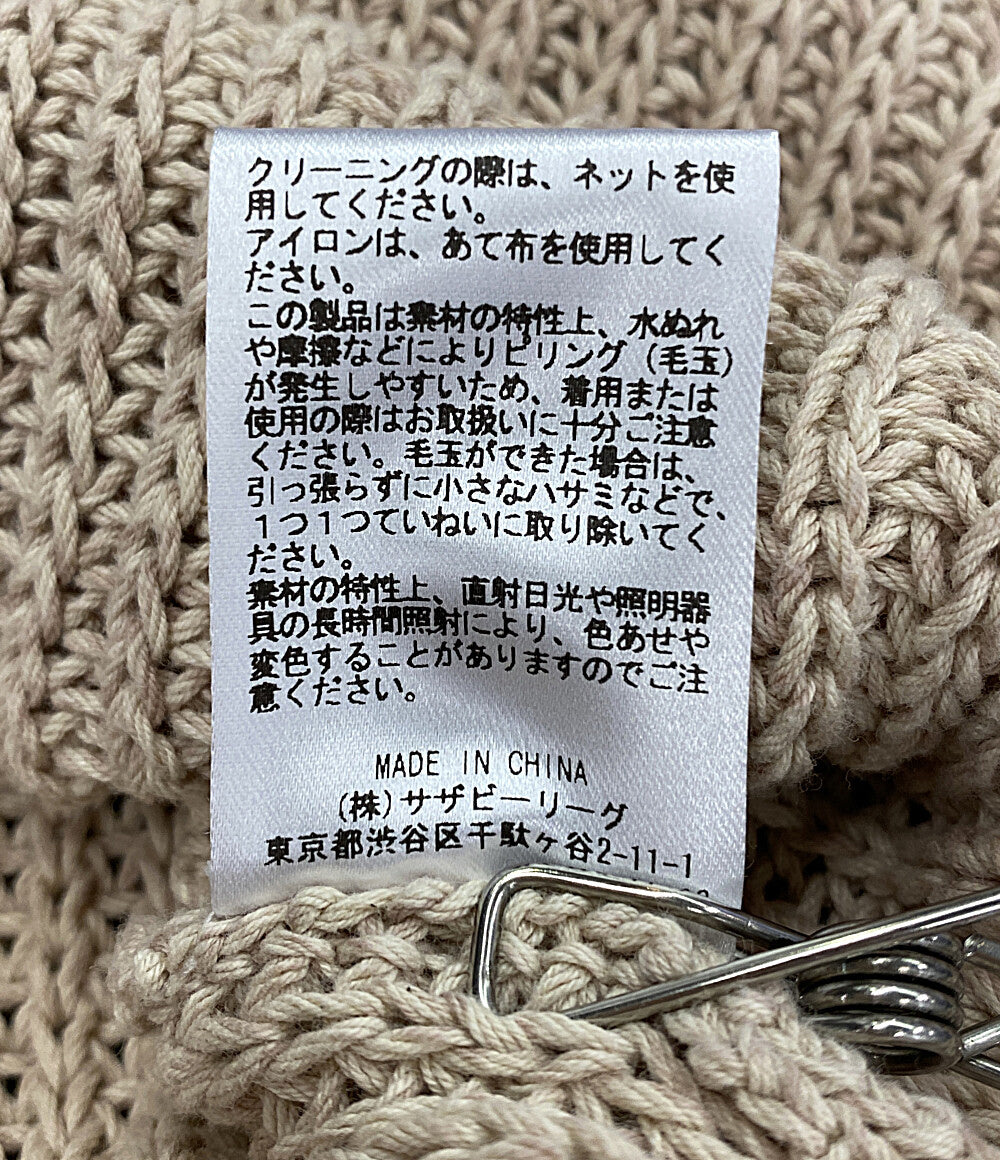 クリーニングの際は、ネットを使
用してください。
アイロンは、あて布を使用してく
ださい。
この製品は素材の特性上、水ぬれ
や摩擦などによりピリング（毛玉）
が発生しやすいため、着用または
使用の際はお取扱いに十分ご注意
ください。毛玉ができた場合は、
引っ張らずに小さなハサミなどで、
１つ１つていねいに取り除いてく
ださい。
素材の特性上、直射日光や照明器
具の長時間照射により、色あせや
変色することがありますのでご注
意ください。
MADE IN CHINA
(株)サザビーリーグ
東京都渋谷区千駄ヶ谷2-11-1